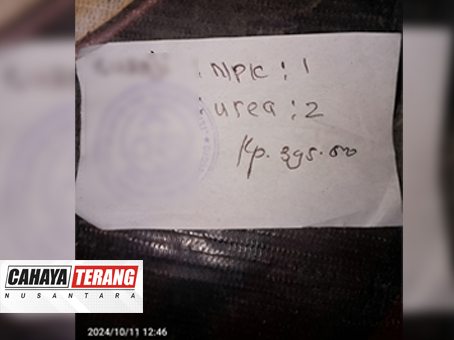 : NPK : 1
: urea : 2
Rp. 395.000
CAHAYA TERANG
NUSANTARA
2024/10/11 12:46